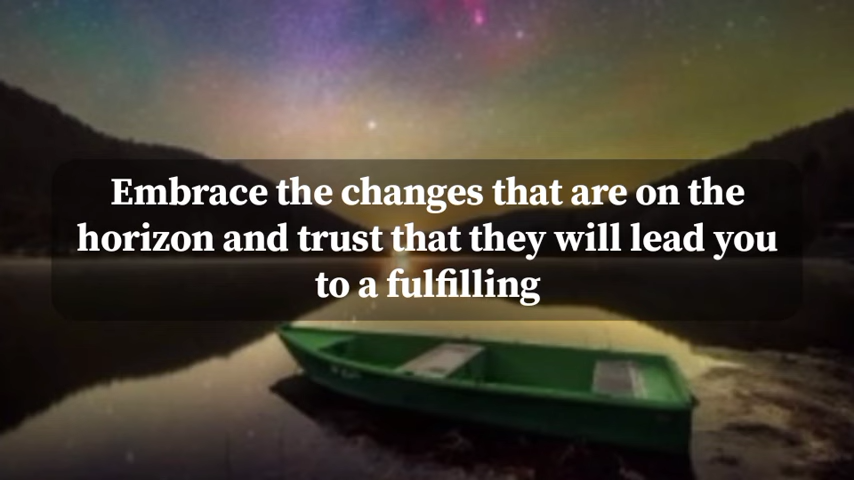 Embrace the changes that are on the
horizon and trust that they will lead you
to a fulfilling